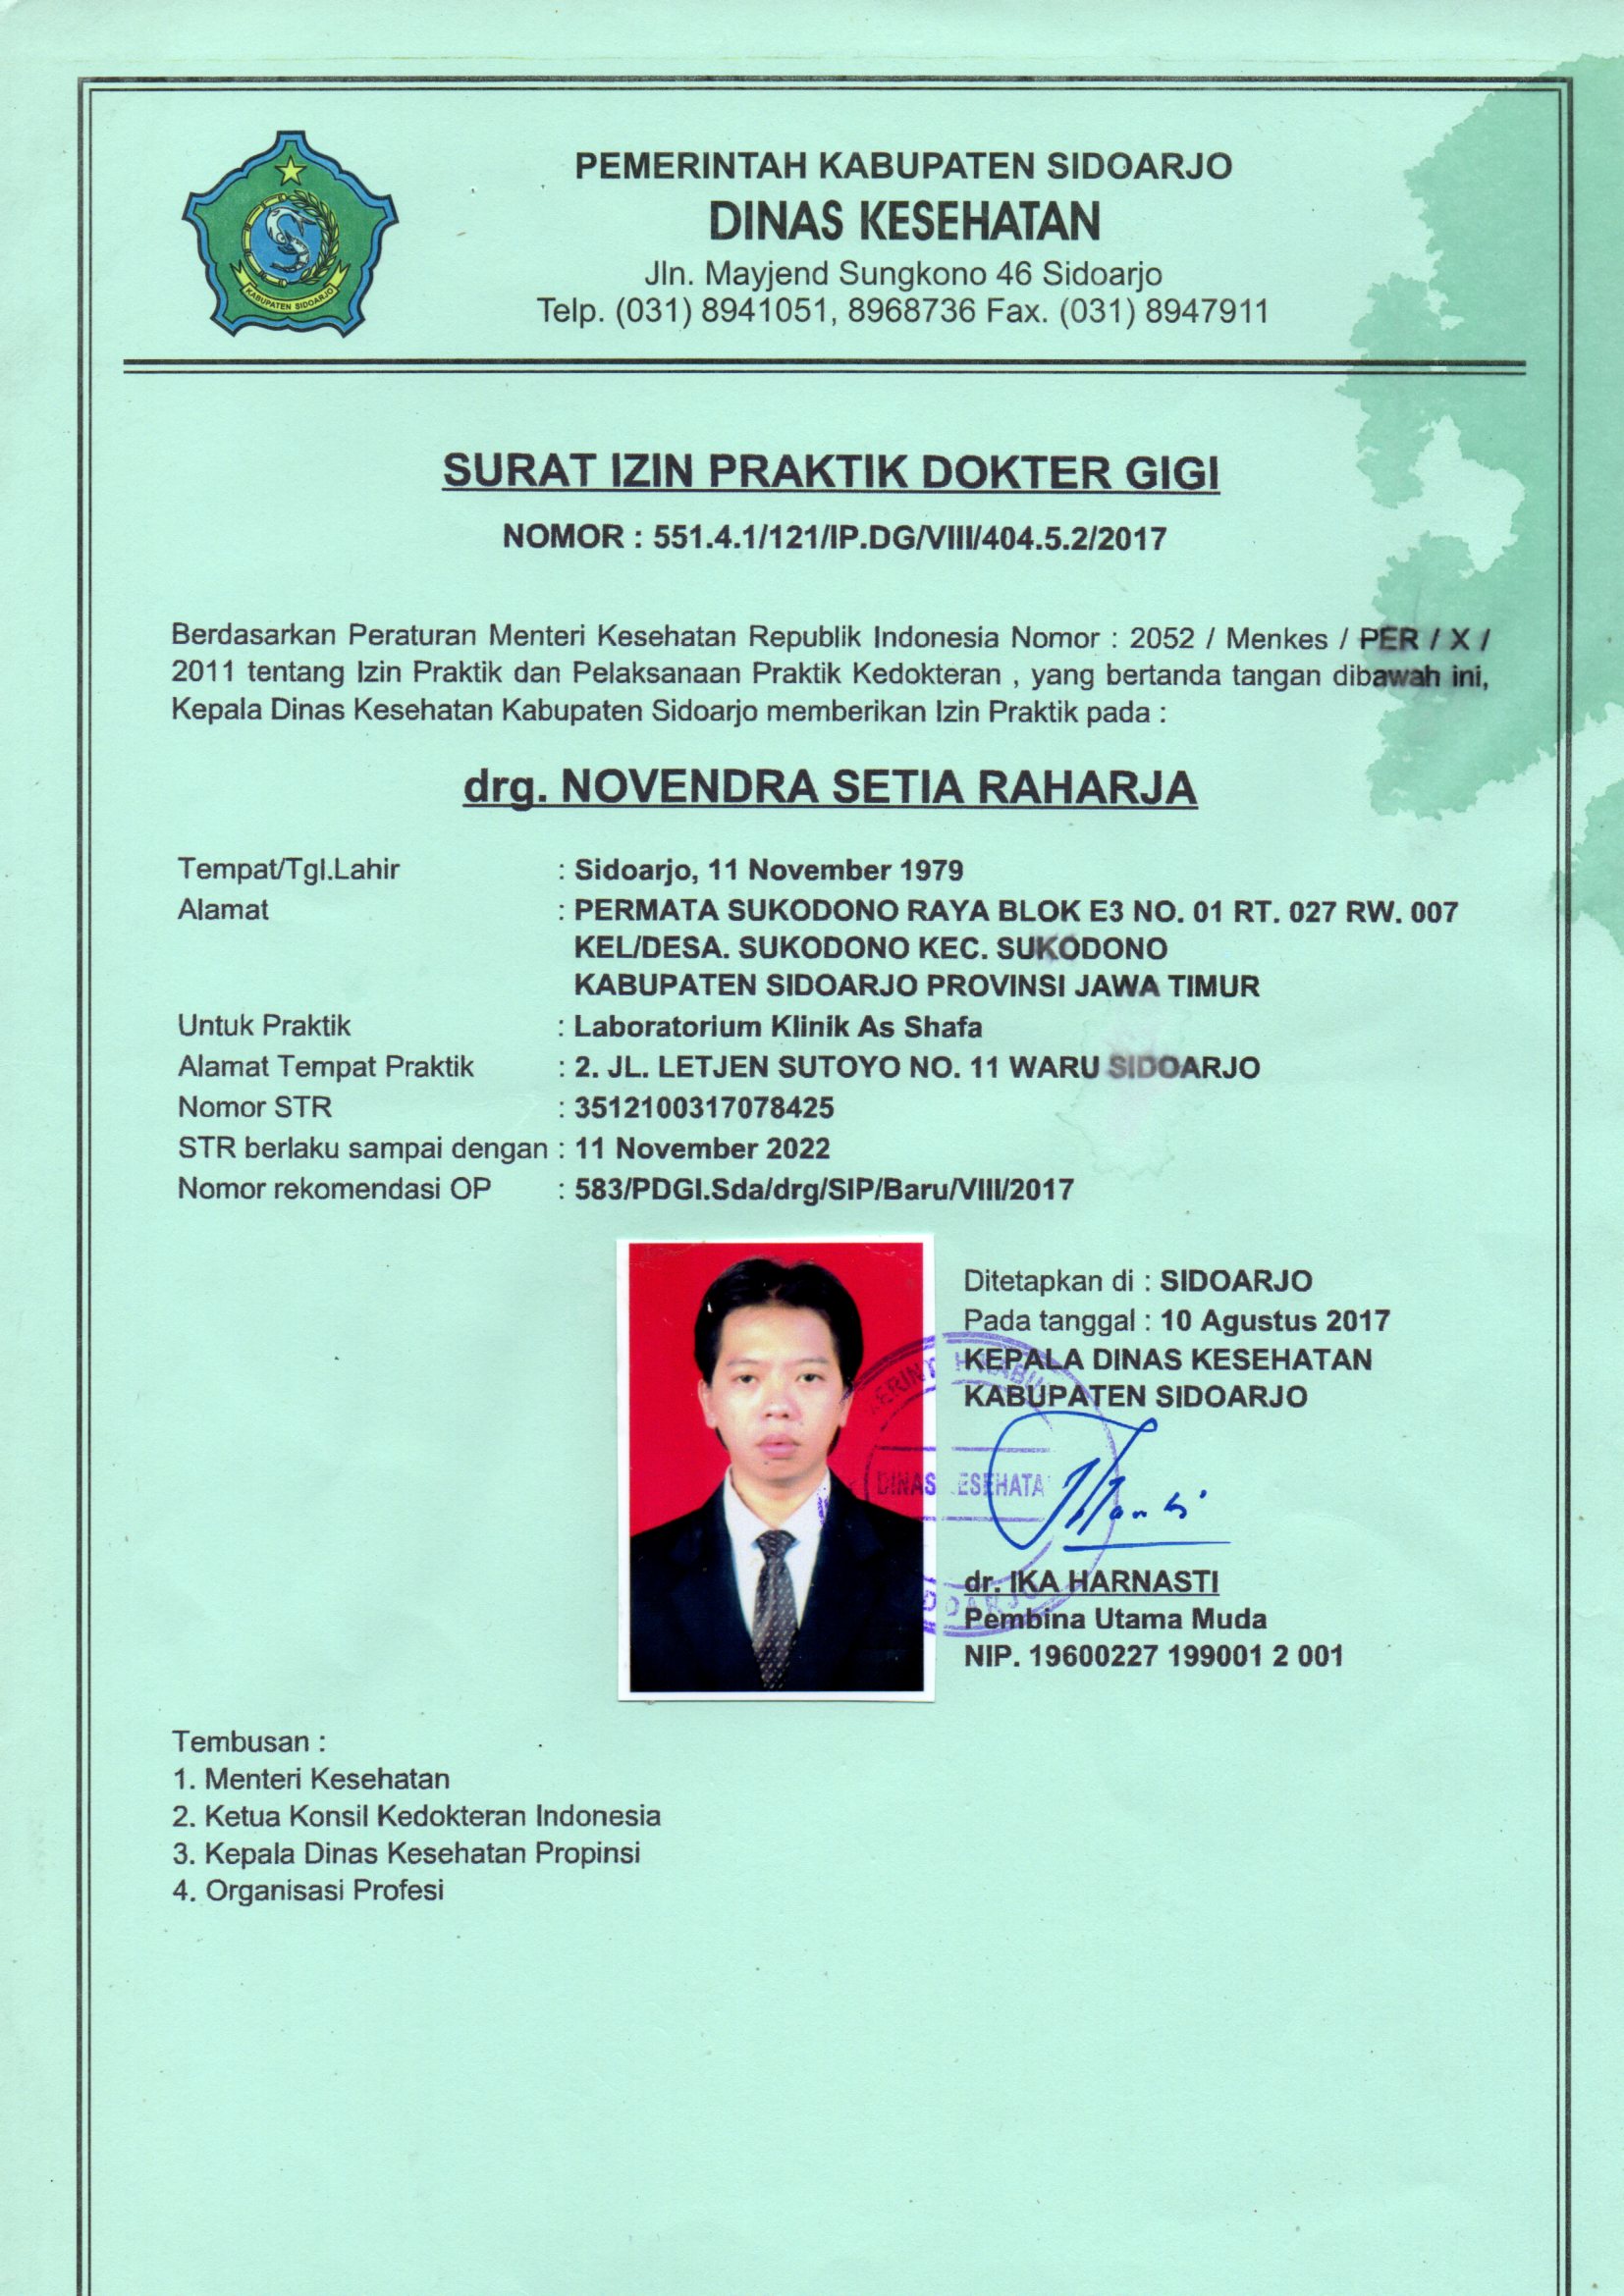 KABUPATEN SIDOARJO
PEMERINTAH KABUPATEN SIDOARJO
DINAS KESEHATAN
Jln. Mayjend Sungkono 46 Sidoarjo
Telp. (031) 8941051, 8968736 Fax. (031) 8947911
SURAT IZIN PRAKTIK DOKTER GIGI
NOMOR : 551.4.1/121/IP.DG/VIII/404.5.2/2017
Berdasarkan Peraturan Menteri Kesehatan Republik Indonesia Nomor : 2052 / Menkes / PER / X /
2011 tentang Izin Praktik dan Pelaksanaan Praktik Kedokteran , yang bertanda tangan dibawah ini,
Kepala Dinas Kesehatan Kabupaten Sidoarjo memberikan Izin Praktik pada :
drg. NOVENDRA SETIA RAHARJA
Tempat/Tgl.Lahir : Sidoarjo, 11 November 1979
Alamat : PERMATA SUKODONO RAYA BLOK E3 NO. 01 RT. 027 RW. 007
KEL/DESA. SUKODONO KEC. SUKODONO
KABUPATEN SIDOARJO PROVINSI JAWA TIMUR
Untuk Praktik : Laboratorium Klinik As Shafa
Alamat Tempat Praktik : 2. JL. LETJEN SUTOYO NO. 11 WARU SIDOARJO
Nomor STR : 3512100317078425
STR berlaku sampai dengan : 11 November 2022
Nomor rekomendasi OP : 583/PDGI.Sda/drg/SIP/Baru/VIII/2017
Ditetapkan di : SIDOARJO
Pada tanggal : 10 Agustus 2017
KEPALA DINAS KESEHATAN
KABUPATEN SIDOARJO
DINAS ESEHATA
dr. IKA HARNASTI
Pembina Utama Muda
NIP. 19600227 199001 2 001
Tembusan :
1. Menteri Kesehatan
2. Ketua Konsil Kedokteran Indonesia
3. Kepala Dinas Kesehatan Propinsi
4. Organisasi Profesi